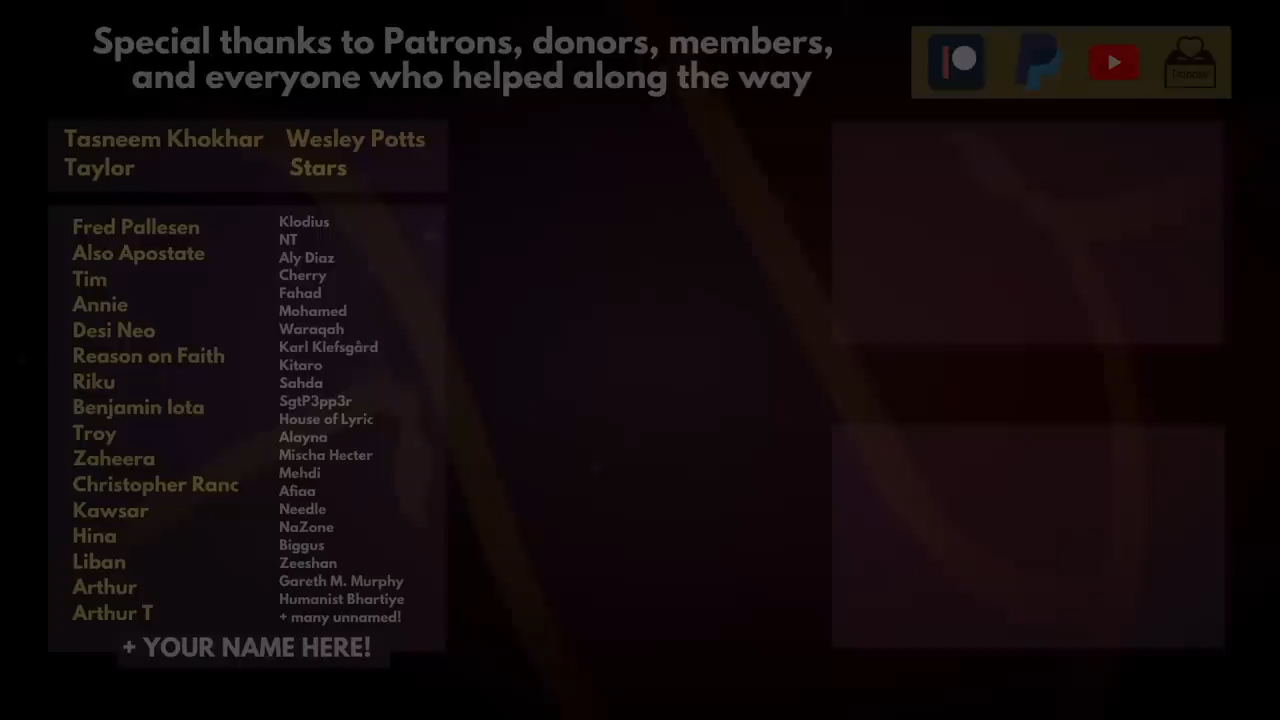 Special thanks to Patrons, donors, members,
and everyone who helped along the way
Tasneem Khokhar
Taylor
Wesley Potts
Stars
Fred Pallesen
Also Apostate
Tim
Annie
Desi Neo
Reason on Faith
Riku
Benjamin Iota
Troy
Zaheera
Christopher Ranc
Kawsar
Hina
Liban
Arthur
Arthur T
Klodius
NT
Aly Diaz
Cherry
Fahad
Mohamed
Waraqah
Karl Klefsgård
Kitaro
Sahda
SgtP3pp3r
House of Lyric
Alayna
Mischa Hecter
Mehdi
Afiaa
Needle
NaZone
Biggus
Zeeshan
Gareth M. Murphy
Humanist Bhartiye
+ many unnamed!
+ YOUR NAME HERE!